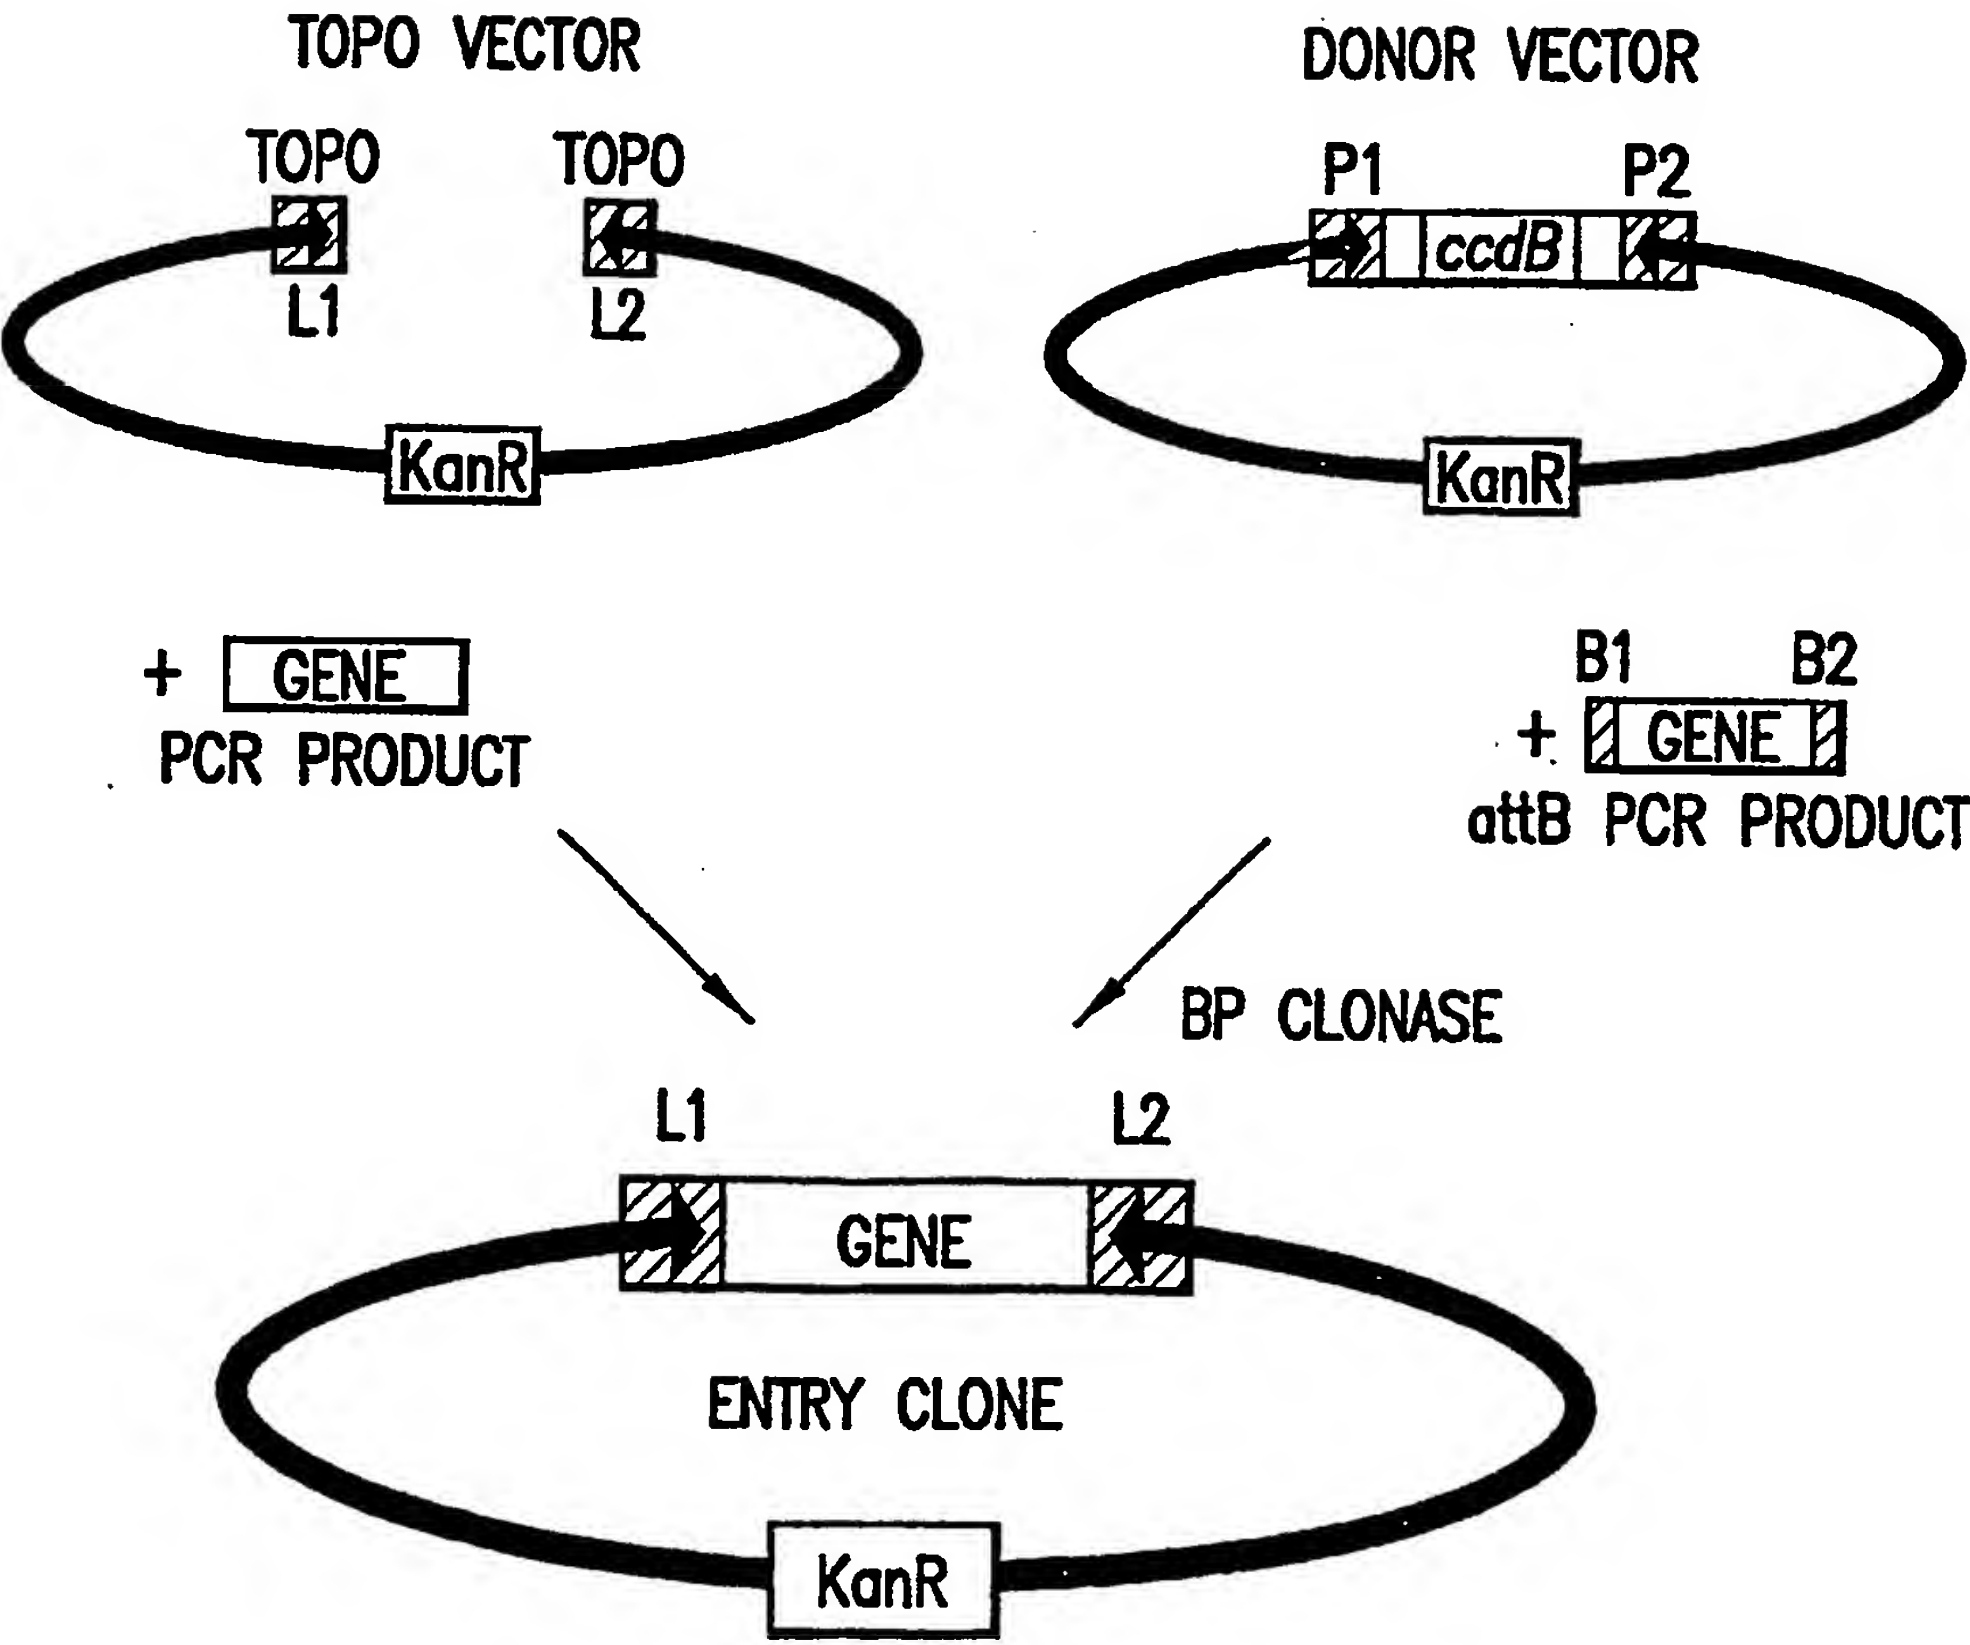 TOPO VECTOR
DONOR VECTOR
TOPO TOPO
P1 P2
ccdB
L1 L2
KanR
KanR
+ GENE
PCR PRODUCT
B1 B2
+ GENE
attB PCR PRODUCT
BP CLONASE
L1 L2
GENE
ENTRY CLONE
KanR